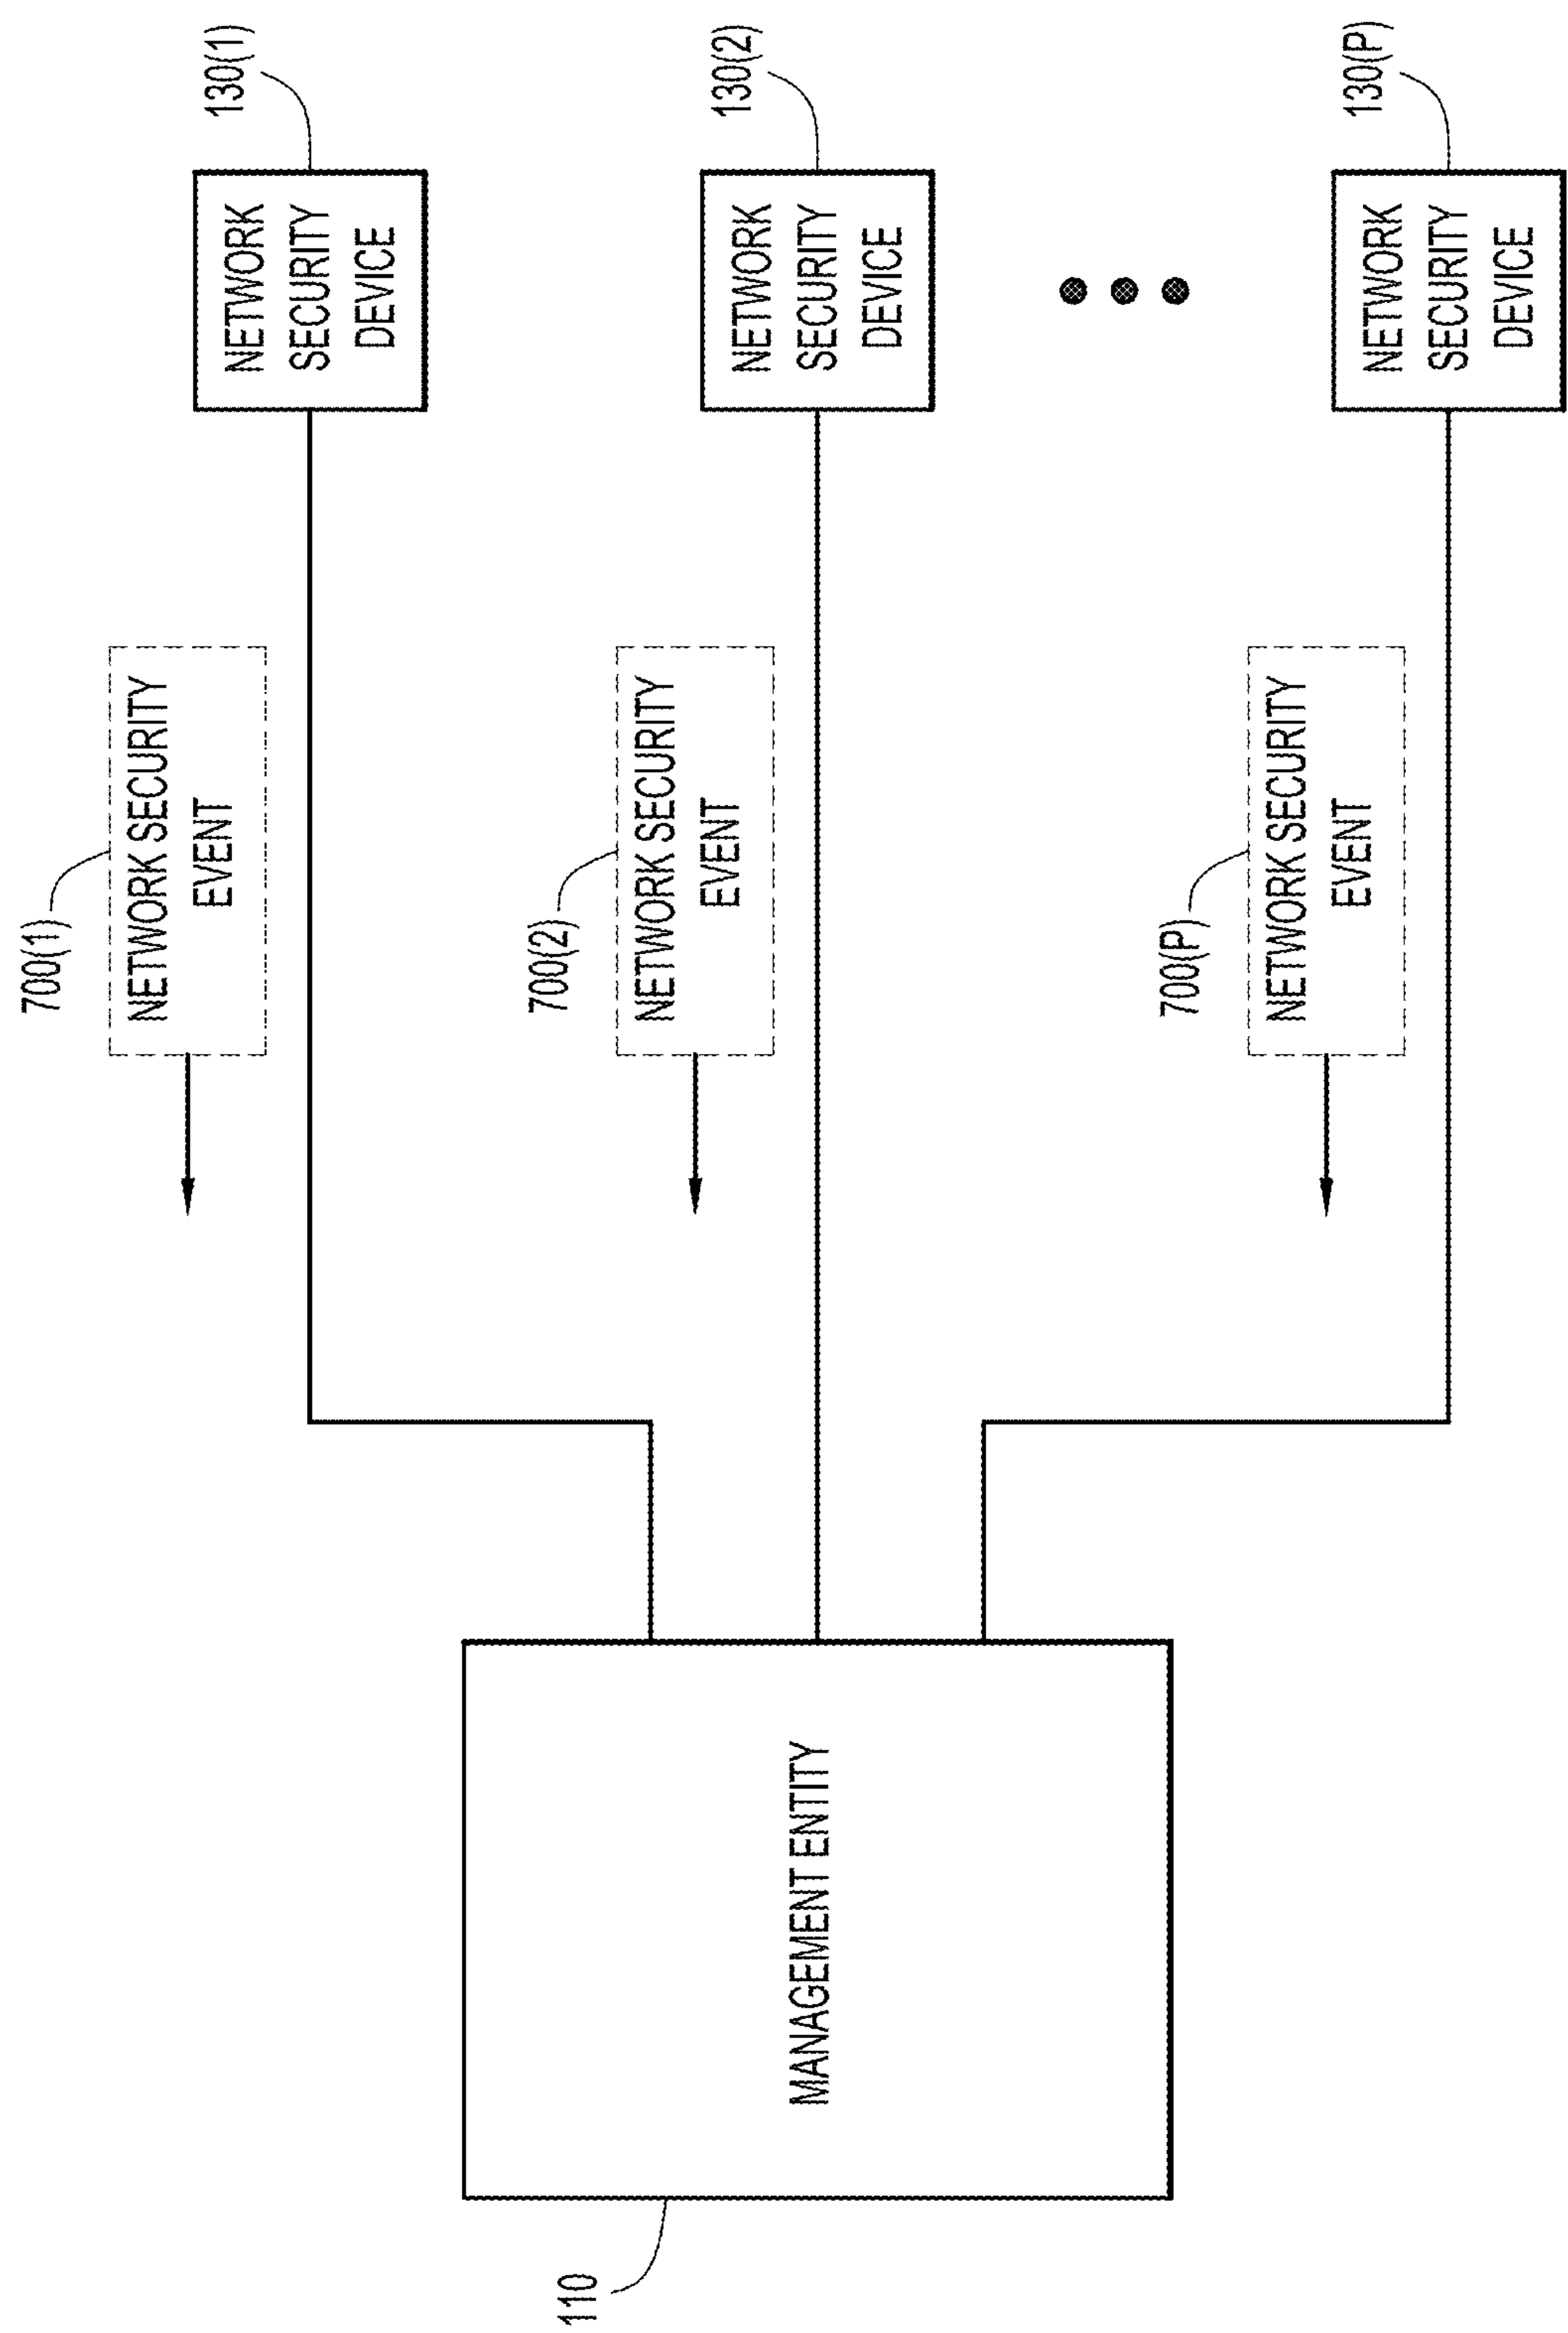 130(1)
NETWORK
SECURITY
DEVICE
700(1)
NETWORK SECURITY
EVENT
130(2)
NETWORK
SECURITY
DEVICE
700(2)
NETWORK SECURITY
EVENT
130(P)
NETWORK
SECURITY
DEVICE
700(P)
NETWORK SECURITY
EVENT
MANAGEMENT ENTITY
110